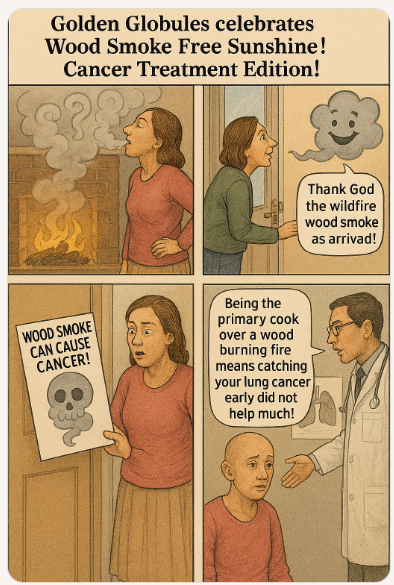 Golden Globules celebrates
Wood Smoke Free Sunshine!
Cancer Treatment Edition!
Thank God
the wildfire
wood smoke
as arrivad!
WOOD SMOKE
CAN CAUSE
CANCER!
Being the
primary cook
over a wood
burning fire
means catching
your lung cancer
early did not
help much!